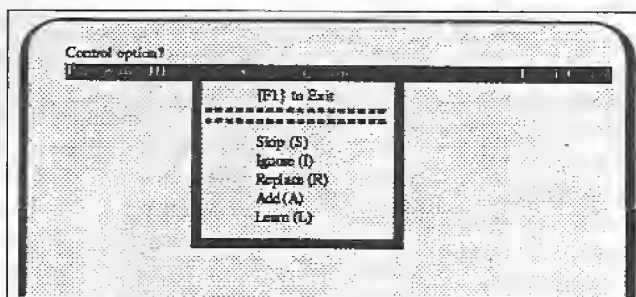 Control option?
[F1} to Exit
Skip (S)
Ignore (I)
Replace (R)
Add (A)
Learn (L)